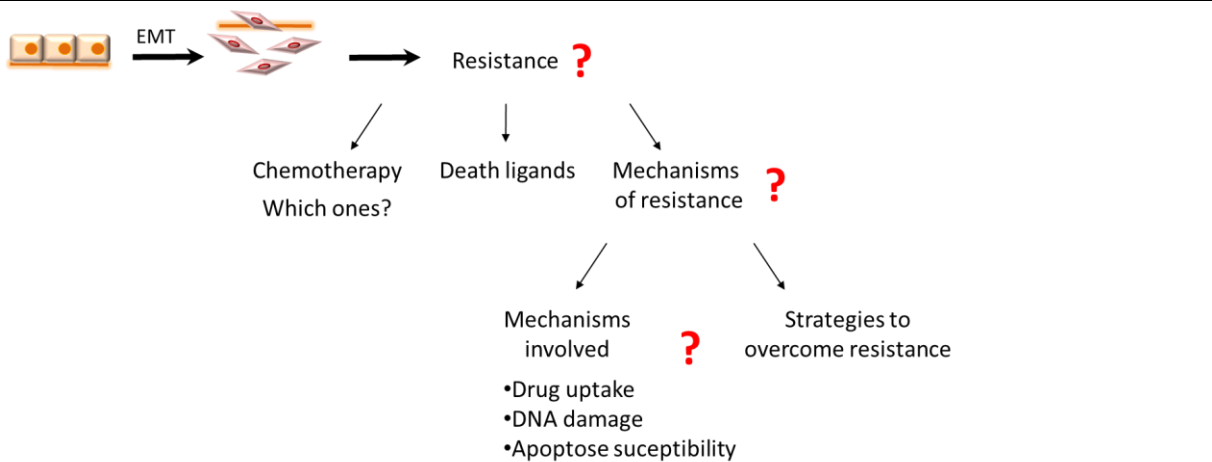 EMT
Resistance ?
Chemotherapy
Which ones?
Death ligands
Mechanisms
of resistance
?
Mechanisms
involved
?
•Drug uptake
•DNA damage
•Apoptose suceptibility
Strategies to
overcome resistance